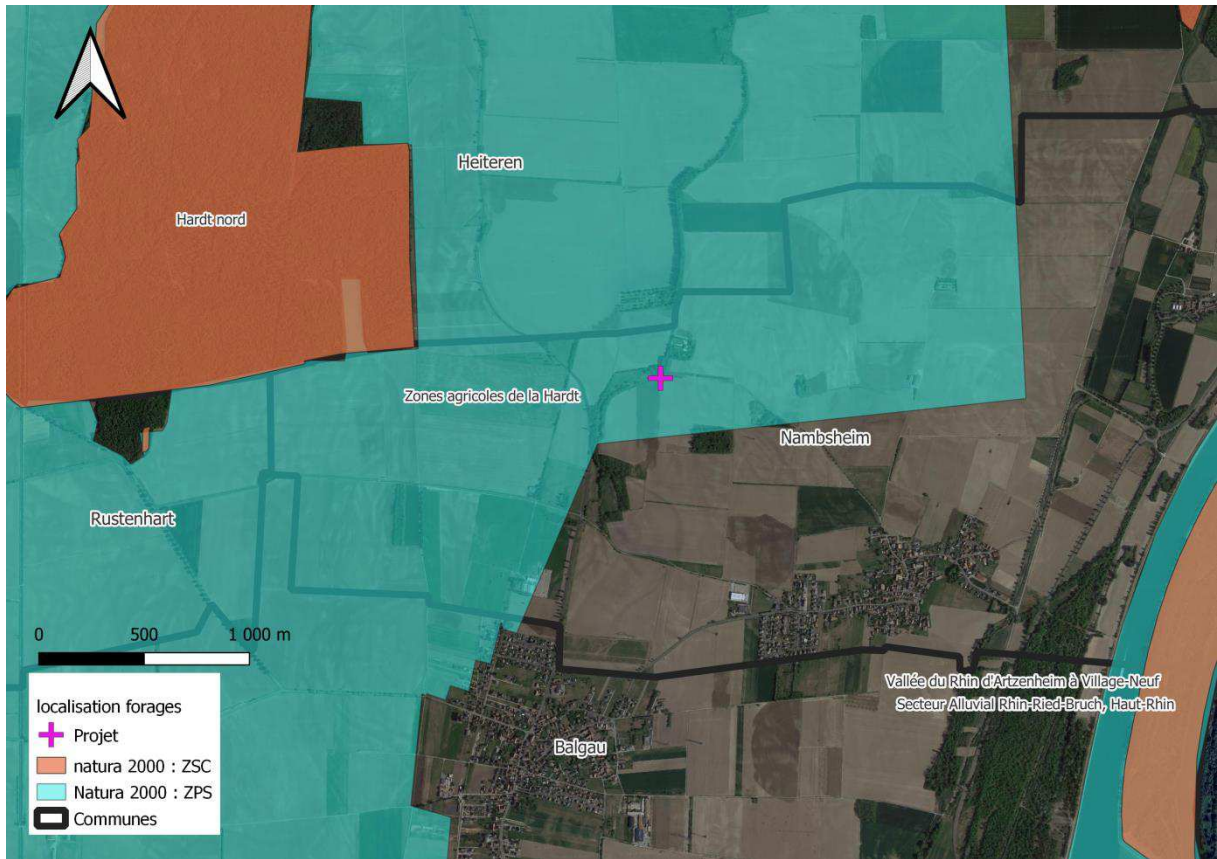 Heiteren
Hardt nord
Zones agricoles de la Hardt
Nambsheim
Rustenhart
0 500 1 000 m
Vallée du Rhin d'Artzenheim à Village-Neuf
Secteur Alluvial Rhin-Ried-Bruch, Haut-Rhin
Balgau
localisation forages
Projet
natura 2000 : ZSC
Natura 2000 : ZPS
Communes